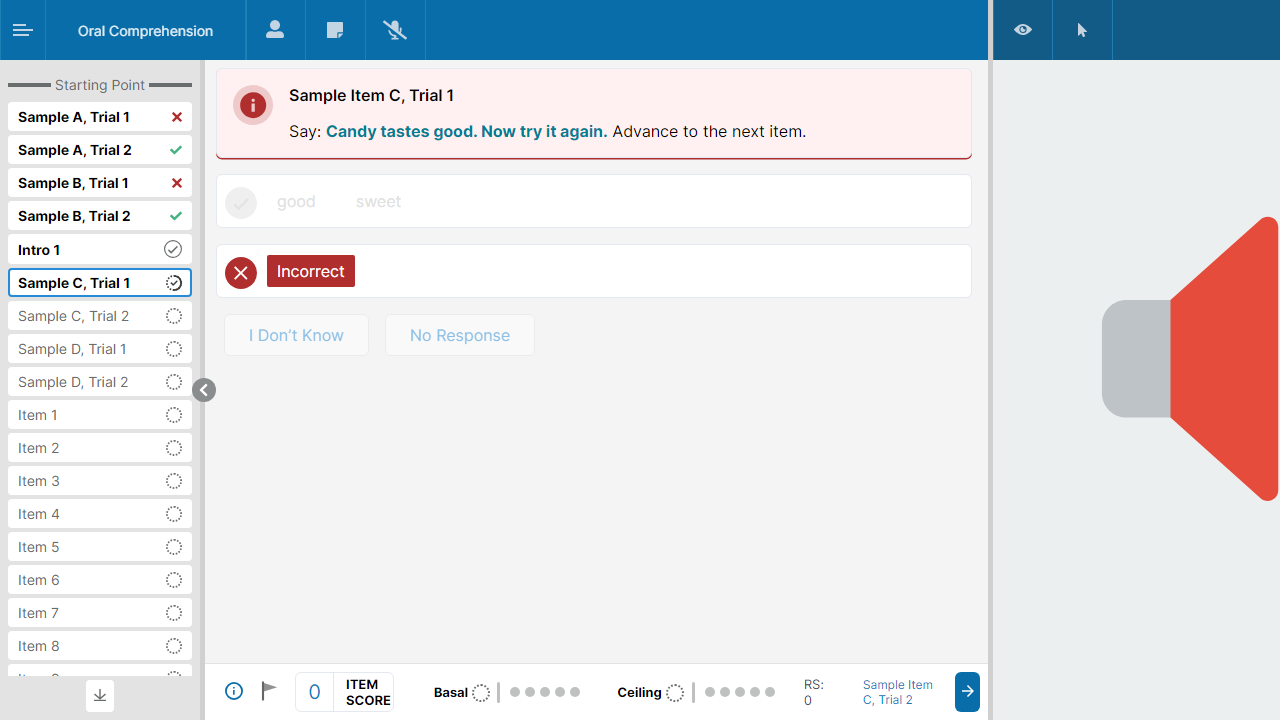 Oral Comprehension
Starting Point
Sample A, Trial 1
Sample A, Trial 2
Sample B, Trial 1
Sample B, Trial 2
Intro 1
Sample C, Trial 1
Sample C, Trial 2
Sample D, Trial 1
Sample D, Trial 2
Item 1
Item 2
Item 3
Item 4
Item 5
Item 6
Item 7
Item 8
Sample Item C, Trial 1
Say: Candy tastes good. Now try it again. Advance to the next item.
good sweet
Incorrect
I Don't Know No Response
0 ITEM SCORE
Basal
Ceiling
RS: 0
Sample Item
C, Trial 2